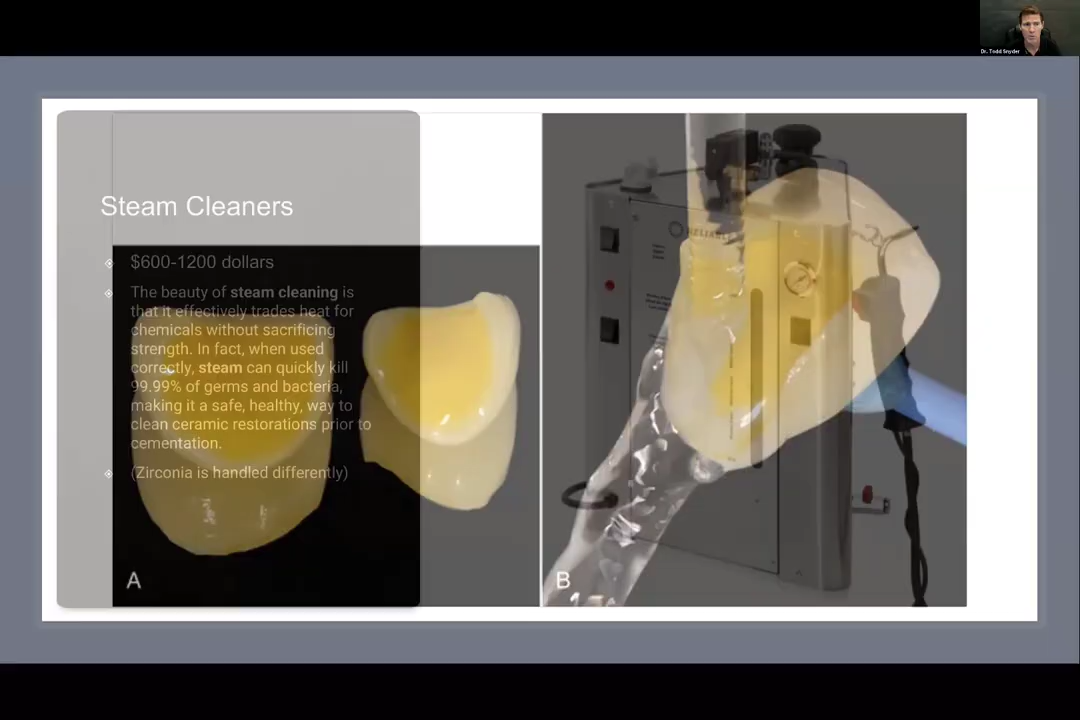 Dr. Todd Snyder
Steam Cleaners
$600-1200 dollars
The beauty of steam cleaning is
that it effectively trades heat for
chemicals without sacrificing
strength. In fact, when used
correctly, steam can quickly kill
99.99% of germs and bacteria,
making it a safe, healthy, way to
clean ceramic restorations prior to
cementation.
(Zirconia is handled differently)
RELIABLE
A
B